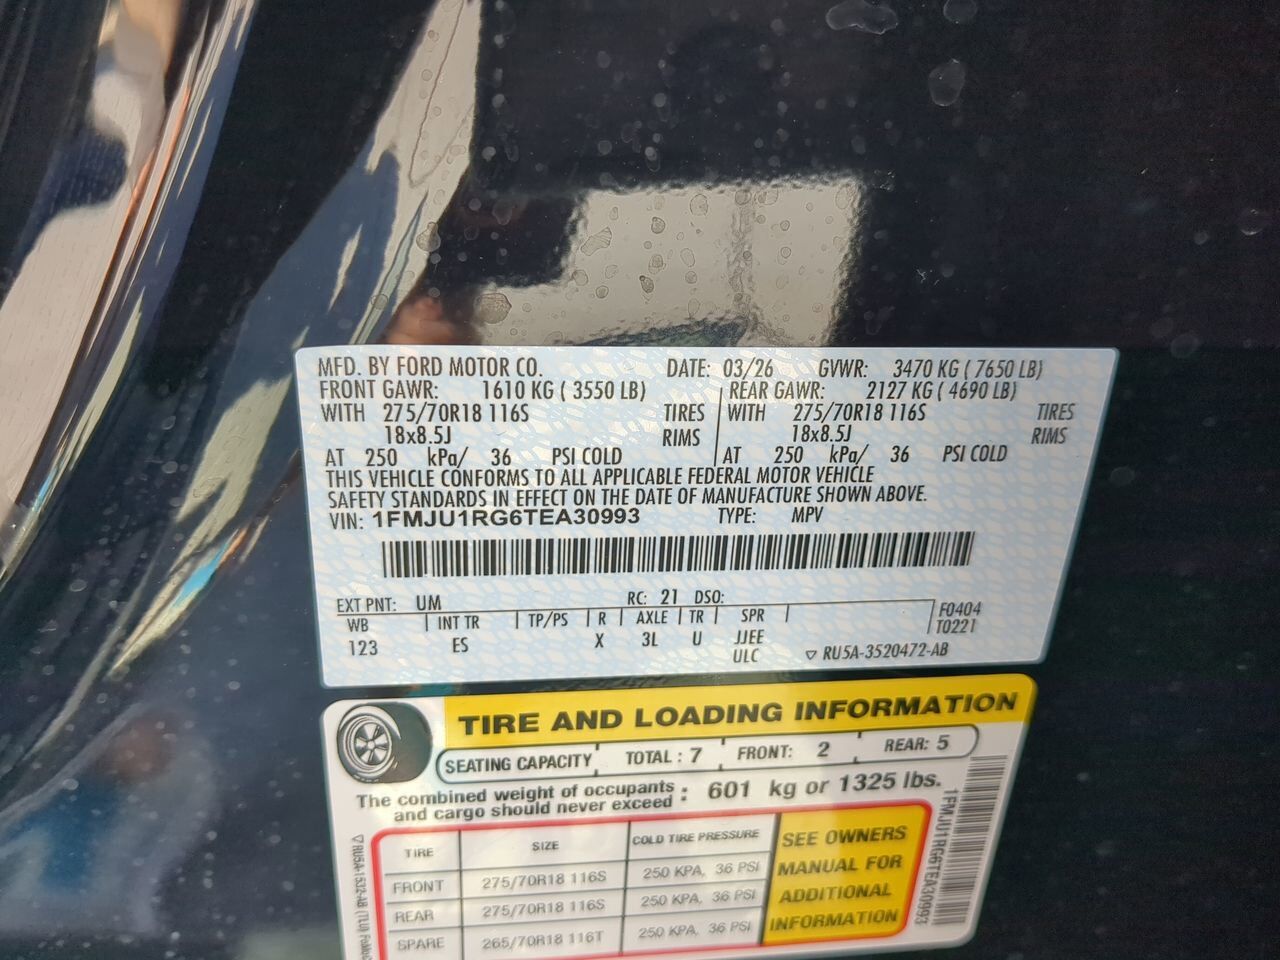 MFD. BY FORD MOTOR CO. DATE: 03/26 GVWR: 3470 KG ( 7650 LB)
FRONT GAWR: 1610 KG ( 3550 LB) REAR GAWR: 2127 KG ( 4690 LB)
WITH 275/70R18 116S TIRES WITH 275/70R18 116S TIRES
18x8.5J RIMS 18x8.5J RIMS
AT 250 kPa/ 36 PSI COLD AT 250 kPa/ 36 PSI COLD
THIS VEHICLE CONFORMS TO ALL APPLICABLE FEDERAL MOTOR VEHICLE
SAFETY STANDARDS IN EFFECT ON THE DATE OF MANUFACTURE SHOWN ABOVE.
VIN: 1FMJU1RG6TEA30993 TYPE: MPV
EXT PNT: UM RC: 21 DSO:
WB INT TR TP/PS R AXLE TR SPR F0404
123 ES X 3L U JJEE T0221
ULC ▽ RU5A-3520472-AB
TIRE AND LOADING INFORMATION
SEATING CAPACITY TOTAL : 7 FRONT: 2 REAR: 5
The combined weight of occupants
and cargo should never exceed : 601 kg or 1325 lbs.
TIRE SIZE COLD TIRE PRESSURE
FRONT 275/70R18 116S 250 KPA, 36 PSI
REAR 275/70R18 116S 250 KPA, 36 PSI
SPARE 265/70R18 116T 250 KPA, 36 PSI
SEE OWNERS
MANUAL FOR
ADDITIONAL
INFORMATION
1FMJU1RG6TEA30993
▽ RU5A-1532-AB (7LU)